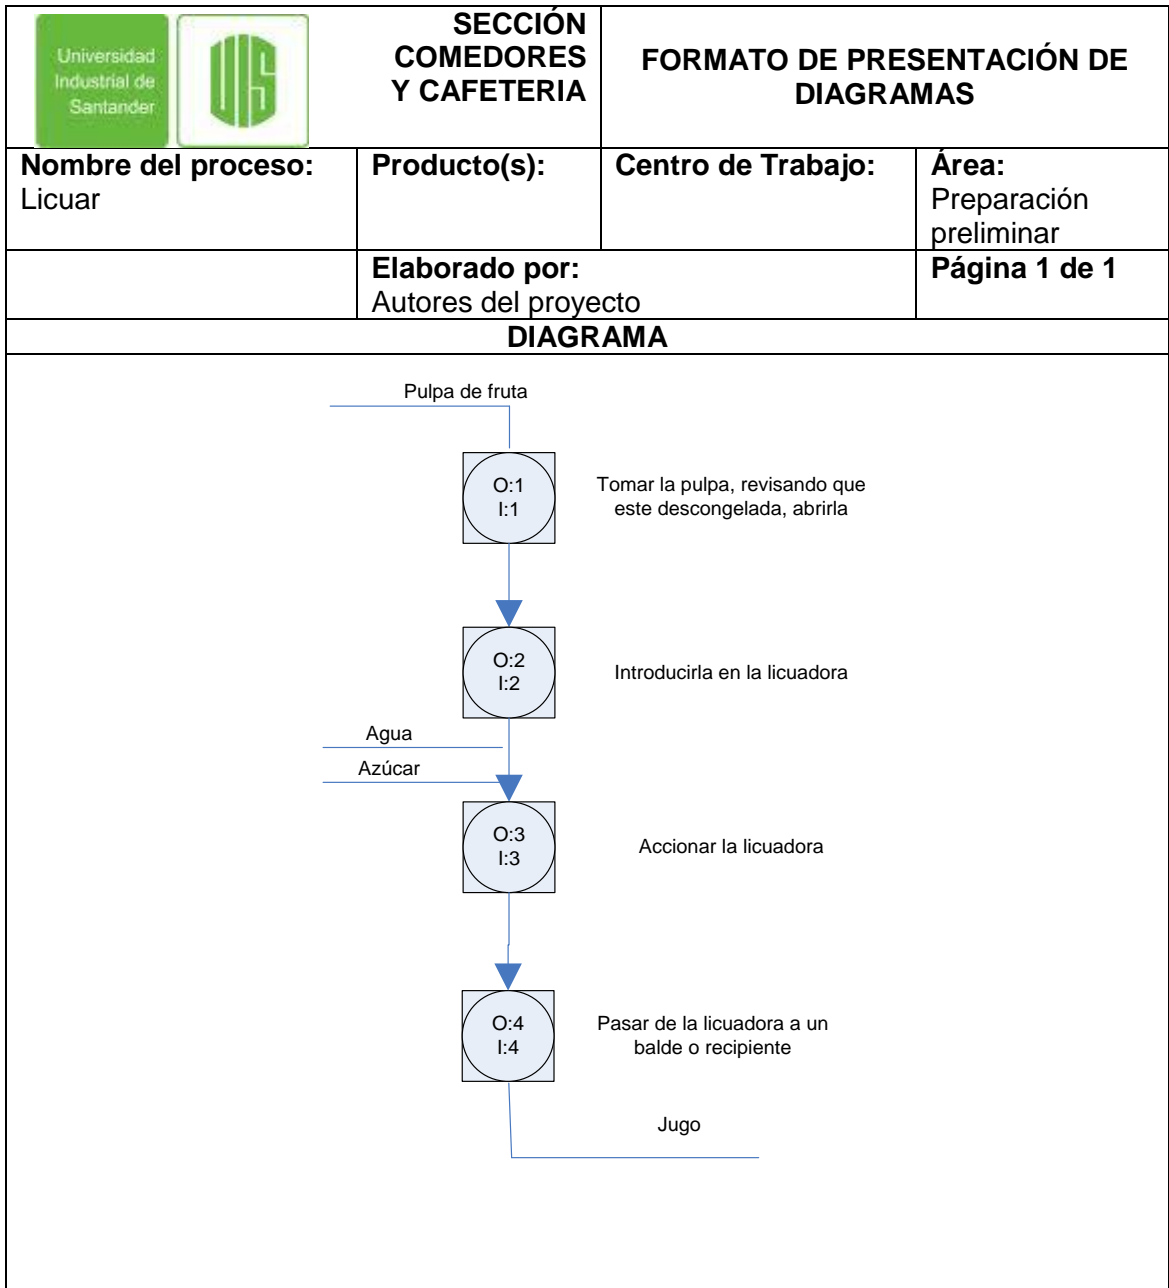 Universidad
Industrial de
Santander
SECCIÓN
COMEDORES
Y CAFETERIA
FORMATO DE PRESENTACIÓN DE
DIAGRAMAS
Nombre del proceso:
Licuar
Producto(s):
Centro de Trabajo:
Área:
Preparación
preliminar
Elaborado por:
Autores del proyecto
Página 1 de 1
DIAGRAMA
Pulpa de fruta
O:1
I:1
Tomar la pulpa, revisando que
este descongelada, abrirla
O:2
I:2
Introducirla en la licuadora
Agua
Azúcar
O:3
I:3
Accionar la licuadora
O:4
I:4
Pasar de la licuadora a un
balde o recipiente
Jugo